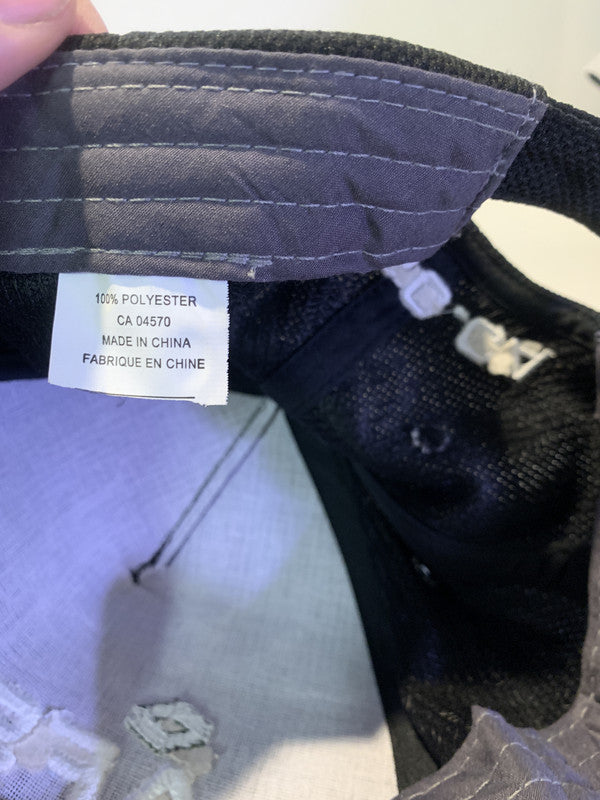 100% POLYESTER
CA 04570
MADE IN CHINA
FABRIQUE EN CHINE